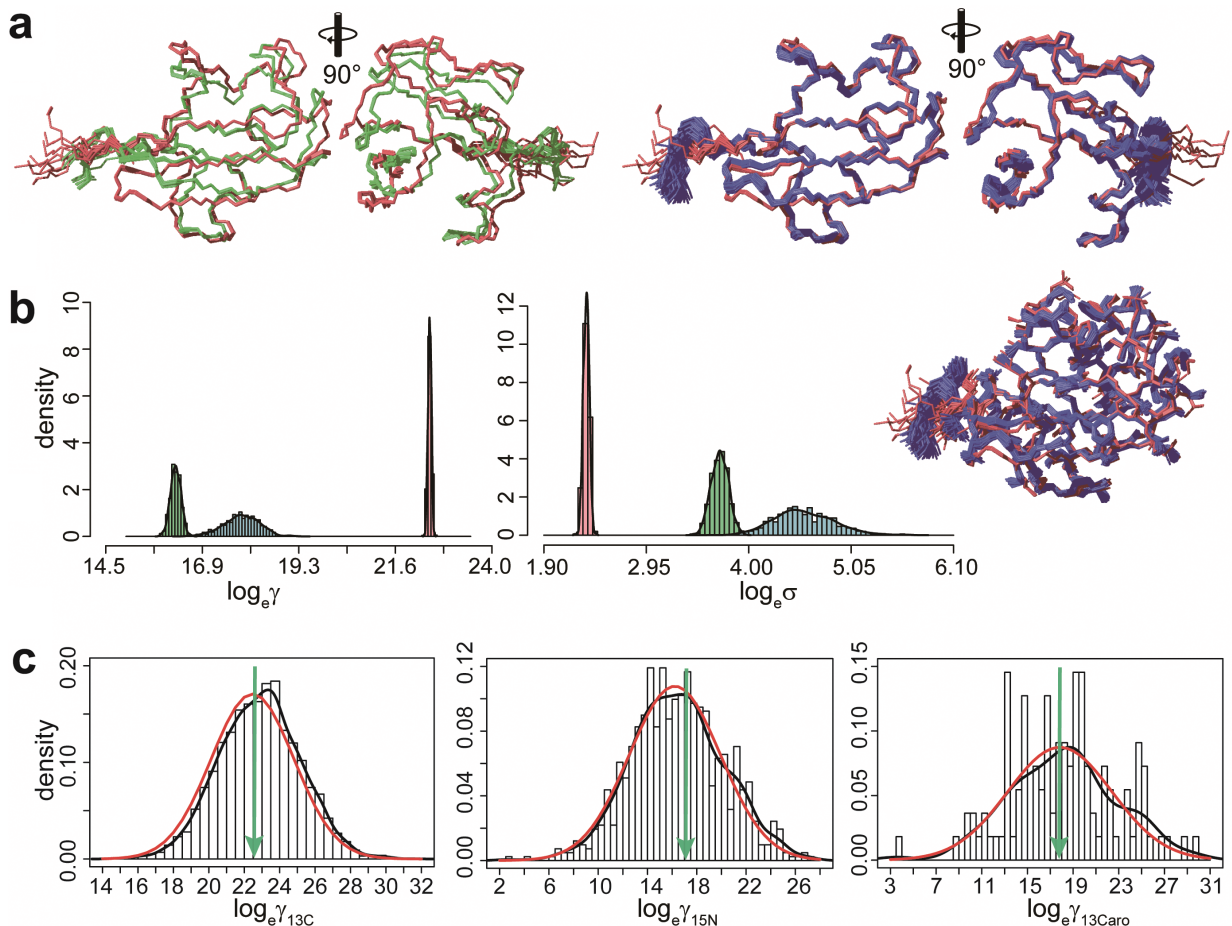 a
90°
90°
b
density
10
8
6
4
2
0
14.5 16.9 19.3 21.6 24.0
logeγ
12
10
8
6
4
2
0
1.90 2.95 4.00 5.05 6.10
logeσ
c
density
0.20
0.10
0.00
14 16 18 20 22 24 26 28 30 32
logeγ13C
0.12
0.08
0.04
0.00
2 6 10 14 18 22 26
logeγ15N
0.15
0.10
0.05
0.00
3 7 11 15 19 23 27 31
logeγ13Caro